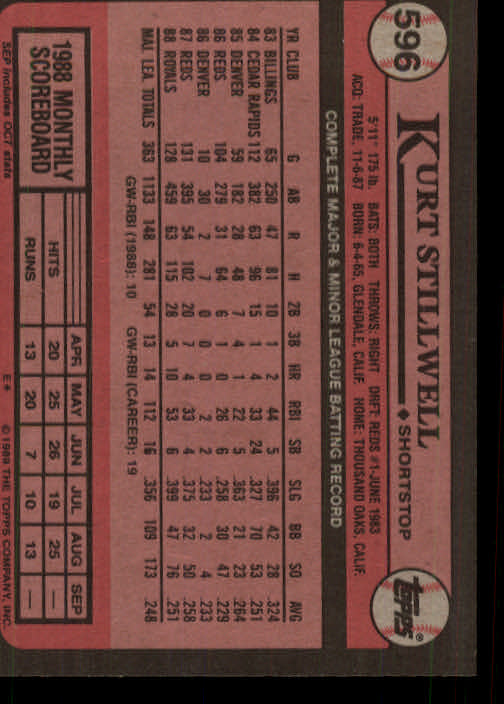 596
KURT STILLWELL
◆ SHORTSTOP
TOPPS®
5'11" 175 lb. BATS: BOTH THROWS: RIGHT DRFT: REDS #1-JUNE 1983
ACQ: TRADE, 11-6-87 BORN: 6-4-65, GLENDALE, CALIF. HOME: THOUSAND OAKS, CALIF.
COMPLETE MAJOR & MINOR LEAGUE BATTING RECORD
YR CLUB G AB R H 2B 3B HR RBI SB SLG BB SO AVG
83 BILLINGS 65 250 47 81 10 1 2 44 5 .396 42 28 .324
84 CEDAR RAPIDS 112 382 63 96 15 1 4 33 24 .327 70 53 .251
85 DENVER 59 182 28 48 7 4 1 22 5 .363 21 23 .264
86 REDS 104 279 31 64 6 1 0 26 6 .258 30 47 .229
86 DENVER 10 30 2 7 0 0 0 2 2 .233 2 4 .233
87 REDS 131 395 54 102 20 7 4 33 4 .375 32 50 .258
88 ROYALS 128 459 63 115 28 5 10 53 6 .399 47 76 .251
MAJ. LEA. TOTALS 363 1133 148 281 54 13 14 112 16 .356 109 173 .248
GW-RBI (1988): 10 GW-RBI (CAREER): 19
1988 MONTHLY
SCOREBOARD
SEP includes OCT. stats
APR MAY JUN JUL AUG SEP
HITS 20 25 26 19 25 —
RUNS 13 20 7 10 13 —
E* © 1989 THE TOPPS COMPANY, INC.